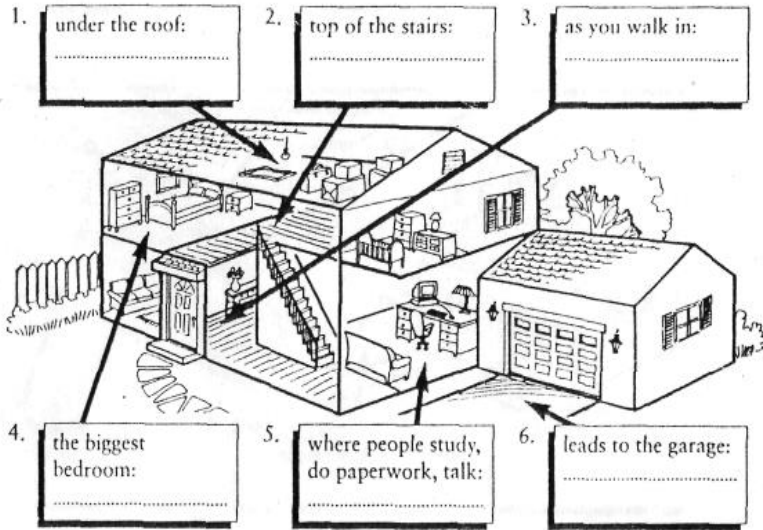 1. under the roof:
2. top of the stairs:
3. as you walk in:
4. the biggest
bedroom:
5. where people study,
do paperwork, talk:
6. leads to the garage: